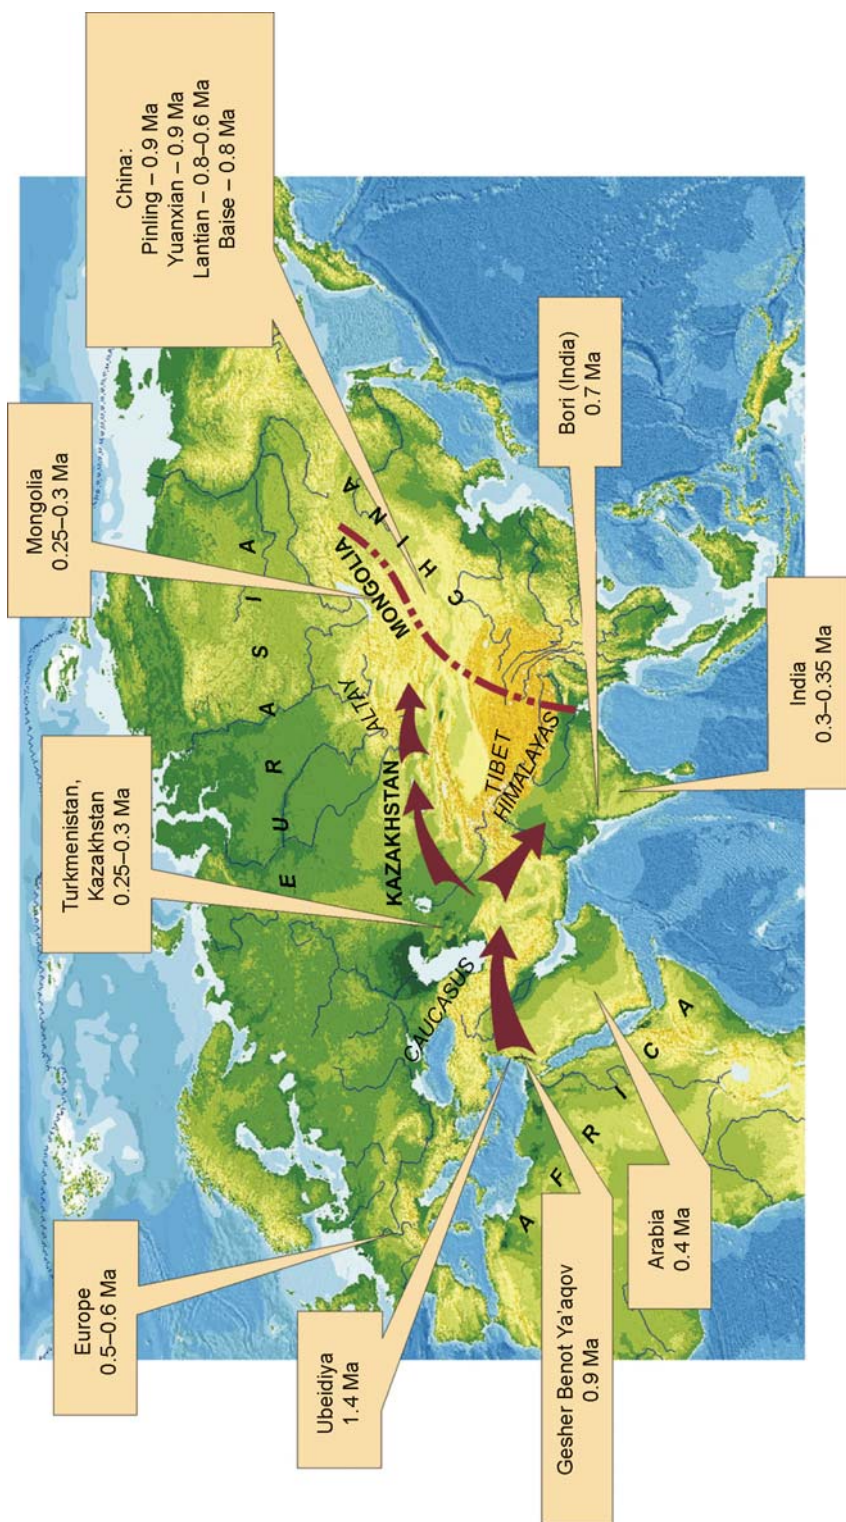 Europe
0.5–0.6 Ma
Turkmenistan,
Kazakhstan
0.25–0.3 Ma
Mongolia
0.25–0.3 Ma
China:
Pinling – 0.9 Ma
Yuanxian – 0.9 Ma
Lantian – 0.8–0.6 Ma
Baise – 0.8 Ma
EURASIA
ALTAY
MONGOLIA
KAZAKHSTAN
CHINA
CAUCASUS
TIBET
HIMALAYAS
AFRICA
Ubeidiya
1.4 Ma
Gesher Benot Ya'aqov
0.9 Ma
Arabia
0.4 Ma
India
0.3–0.35 Ma
Bori (India)
0.7 Ma